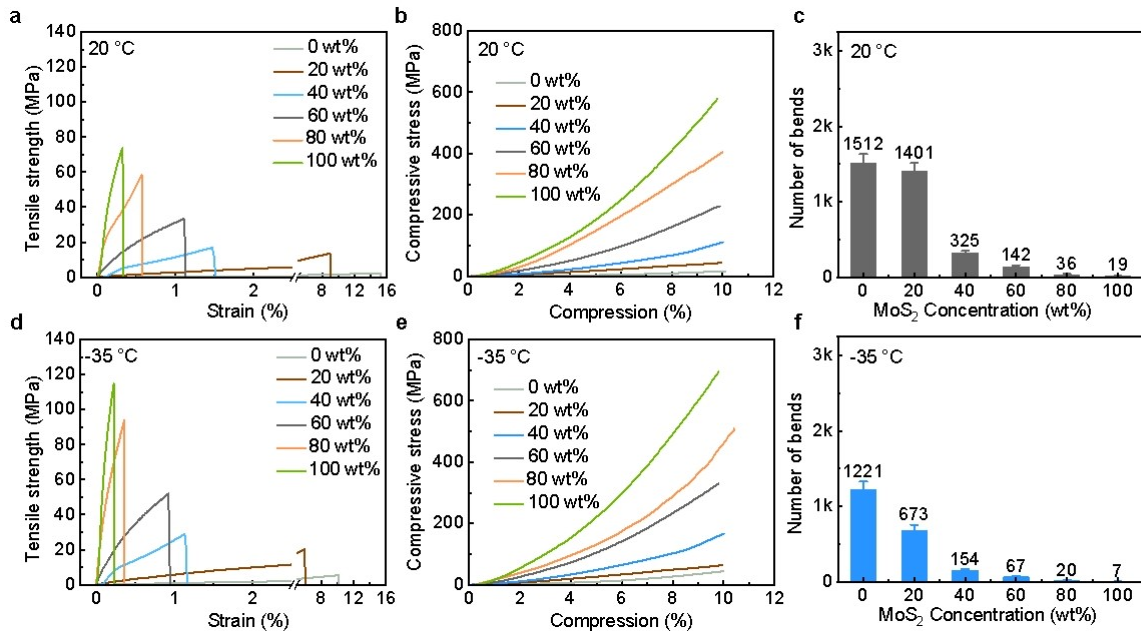 a
20 °C
0 wt%
20 wt%
40 wt%
60 wt%
80 wt%
100 wt%
Tensile strength (MPa)
140
120
100
80
60
40
20
0
0 1 2 8 12 16
Strain (%)
b
20 °C
0 wt%
20 wt%
40 wt%
60 wt%
80 wt%
100 wt%
Compressive stress (MPa)
800
600
400
200
0
0 2 4 6 8 10 12
Compression (%)
c
20 °C
Number of bends
3k
2k
1k
0
1512 1401 325 142 36 19
0 20 40 60 80 100
MoS₂ Concentration (wt%)
d
-35 °C
0 wt%
20 wt%
40 wt%
60 wt%
80 wt%
100 wt%
Tensile strength (MPa)
140
120
100
80
60
40
20
0
0 1 2 8 12 16
Strain (%)
e
-35 °C
0 wt%
20 wt%
40 wt%
60 wt%
80 wt%
100 wt%
Compressive stress (MPa)
800
600
400
200
0
0 2 4 6 8 10 12
Compression (%)
f
-35 °C
Number of bends
3k
2k
1k
0
1221 673 154 67 20 7
0 20 40 60 80 100
MoS₂ Concentration (wt%)